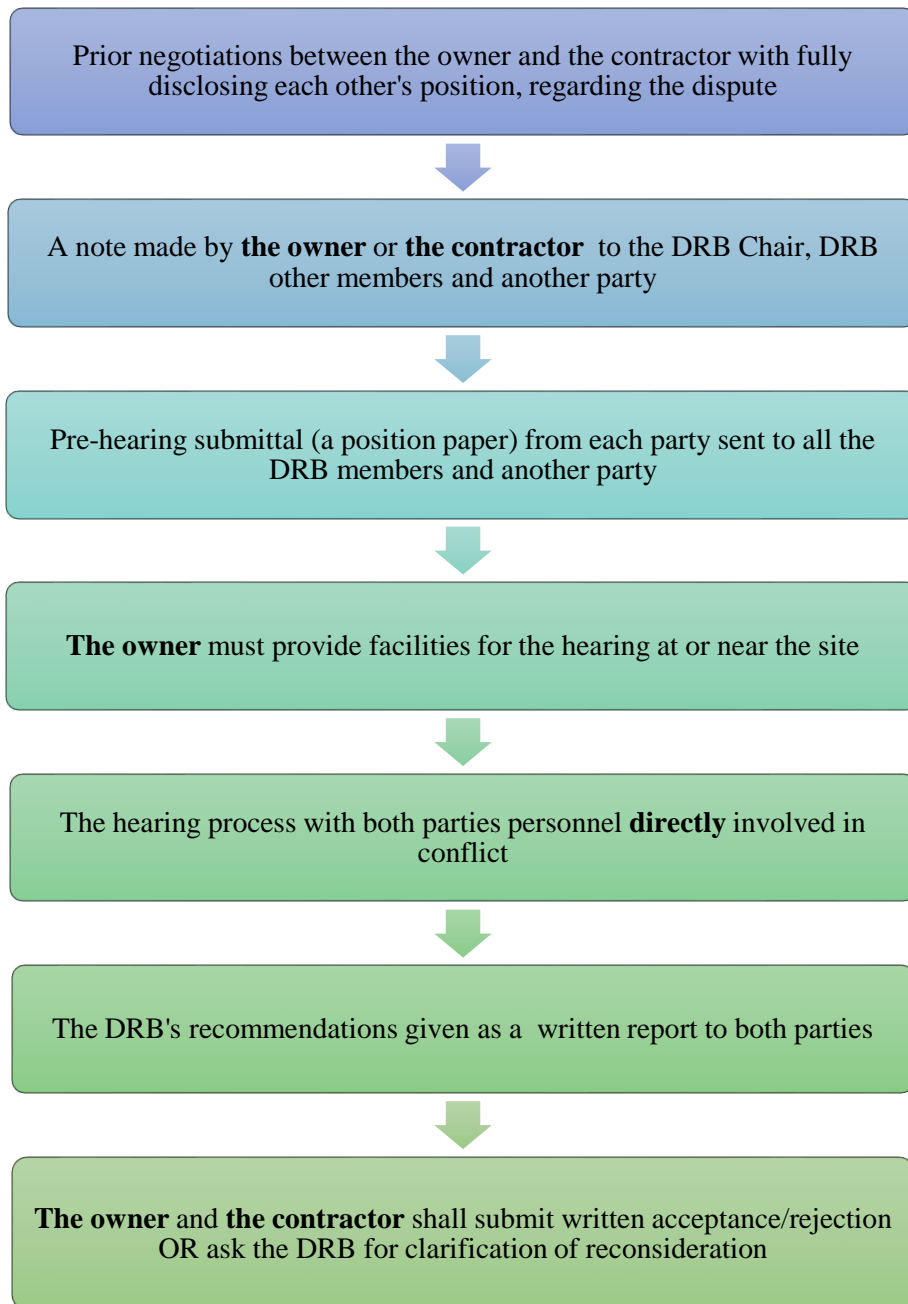 Prior negotiations between the owner and the contractor with fully
disclosing each other's position, regarding the dispute
A note made by the owner or the contractor to the DRB Chair, DRB
other members and another party
Pre-hearing submittal (a position paper) from each party sent to all the
DRB members and another party
The owner must provide facilities for the hearing at or near the site
The hearing process with both parties personnel directly involved in
conflict
The DRB's recommendations given as a written report to both parties
The owner and the contractor shall submit written acceptance/rejection
OR ask the DRB for clarification of reconsideration